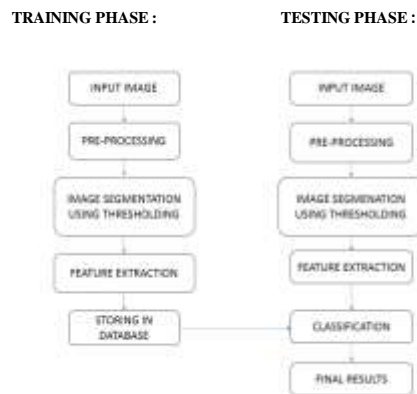 TRAINING PHASE :
INPUT IMAGE
PRE-PROCESSING
IMAGE SEGMENTATION
USING THRESHOLDING
FEATURE EXTRACTION
STORING IN
DATABASE
TESTING PHASE :
INPUT IMAGE
PRE-PROCESSING
IMAGE SEGMENATION
USING THRESHOLDING
FEATURE EXTRACTION
CLASSIFICATION
FINAL RESULTS